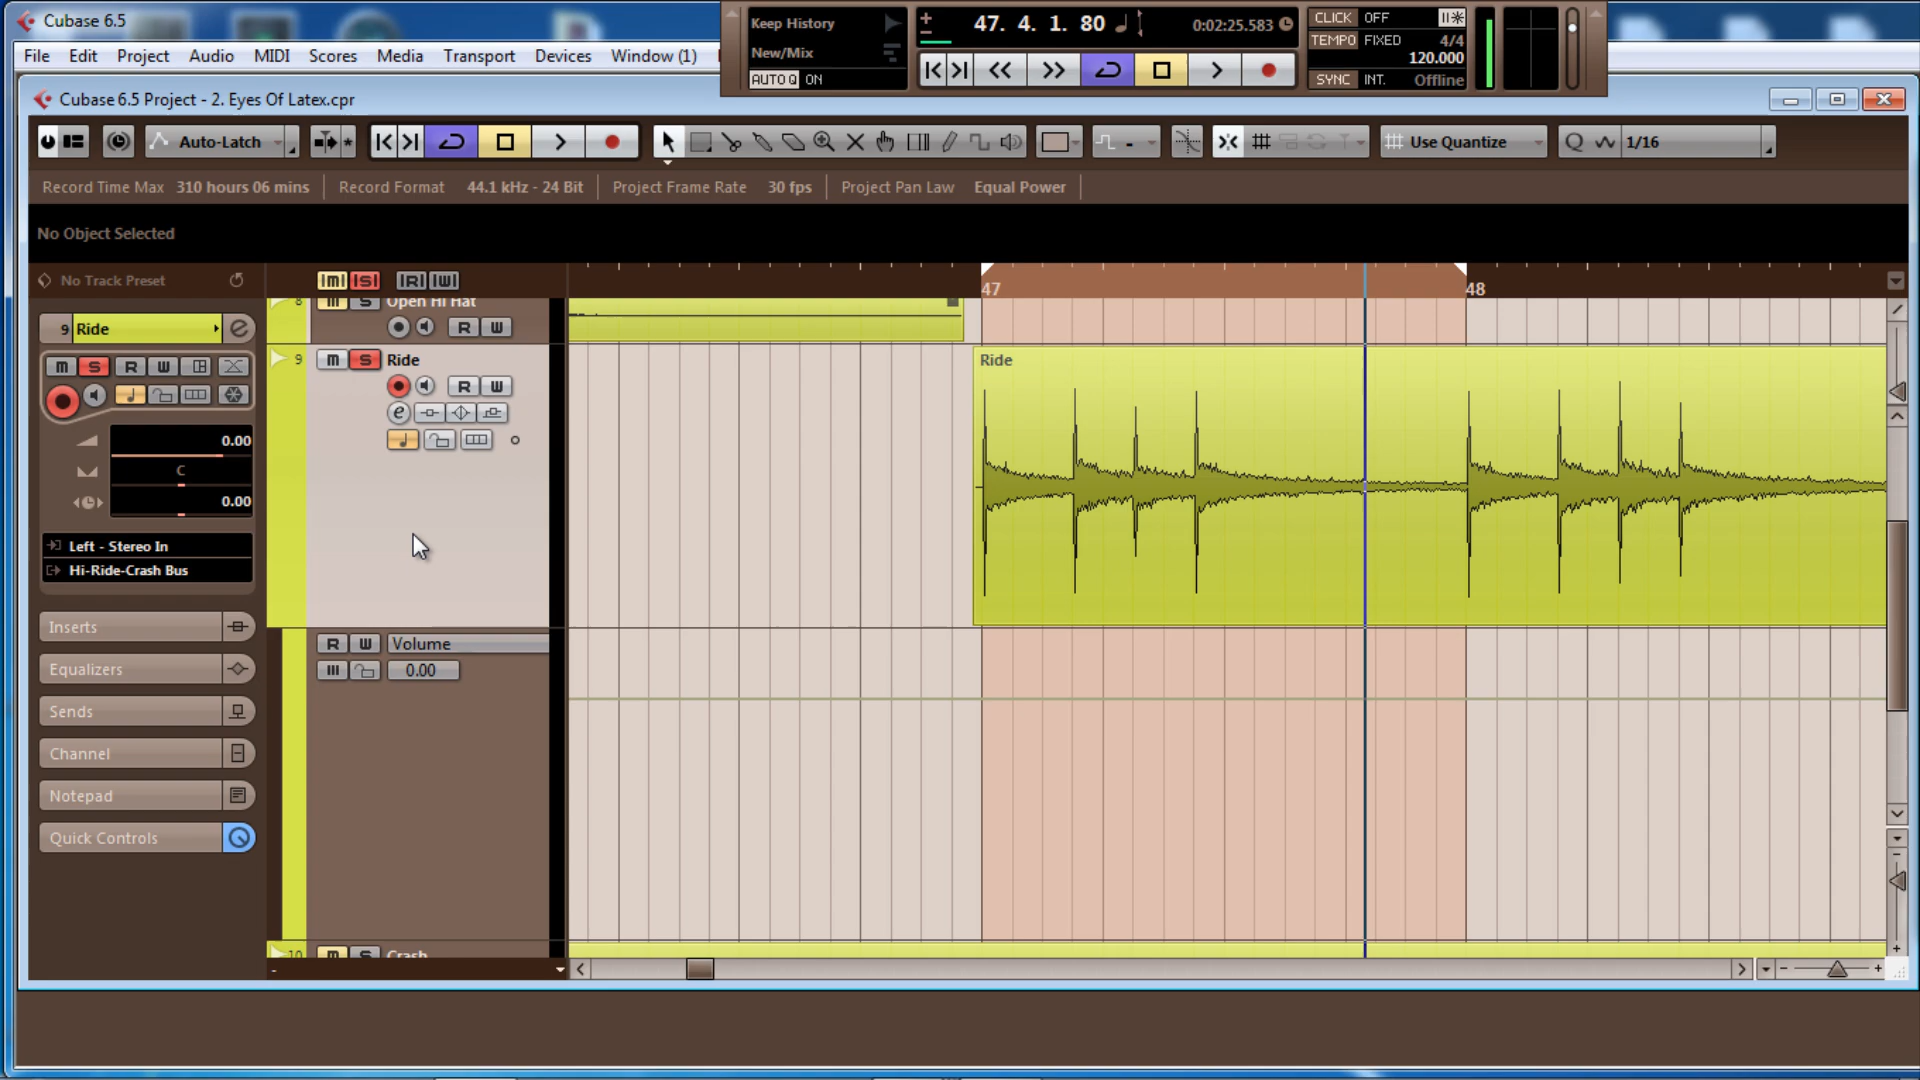 Cubase 6.5
File Edit Project Audio MIDI Scores Media Transport Devices Window (1)
Keep History
New/Mix
AUTO Q ON
47. 4. 1. 80
0:02:25.583
CLICK OFF
TEMPO FIXED 4/4
120.000
SYNC INT. Offline
Cubase 6.5 Project - 2. Eyes Of Latex.cpr
Auto-Latch
Use Quantize
Q 1/16
Record Time Max 310 hours 06 mins Record Format 44.1 kHz - 24 Bit Project Frame Rate 30 fps Project Pan Law Equal Power
No Object Selected
No Track Preset
M S R W
47 48
8 m S Open Hi Hat
R W
9 Ride
m S R W
0.00
C
0.00
Left - Stereo In
Hi-Ride-Crash Bus
Inserts
Equalizers
Sends
Channel
Notepad
Quick Controls
9 m S Ride
R W
e
R W Volume
0.00
10 m S Crash
Ride